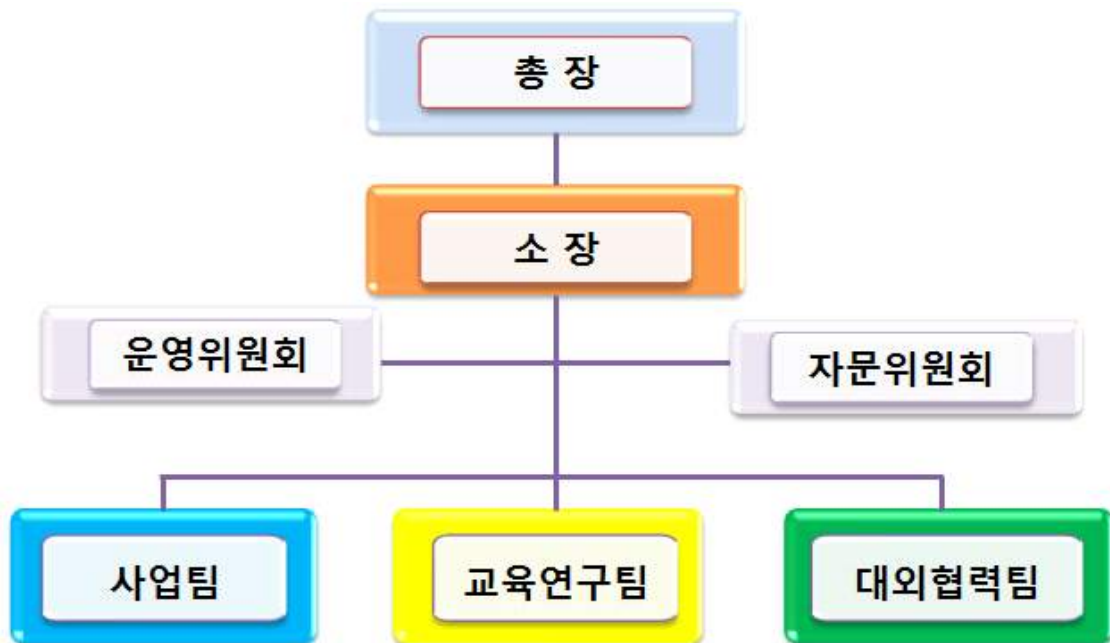 총 장
소 장
운영위원회
자문위원회
사업팀
교육연구팀
대외협력팀